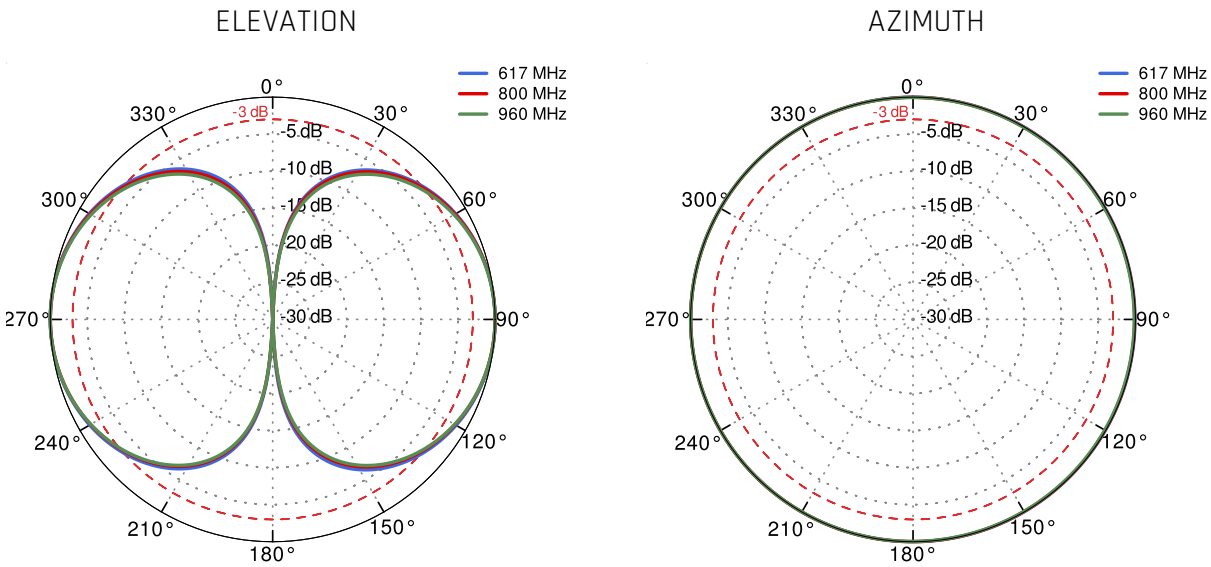 ELEVATION
617 MHz
800 MHz
960 MHz
0°
330°
30°
-3 dB
-5 dB
-10 dB
300°
60°
-15 dB
-20 dB
-25 dB
270°
-30 dB
90°
240°
120°
210°
150°
180°
AZIMUTH
617 MHz
800 MHz
960 MHz
0°
330°
30°
-3 dB
-5 dB
-10 dB
300°
60°
-15 dB
-20 dB
-25 dB
270°
-30 dB
90°
240°
120°
210°
150°
180°